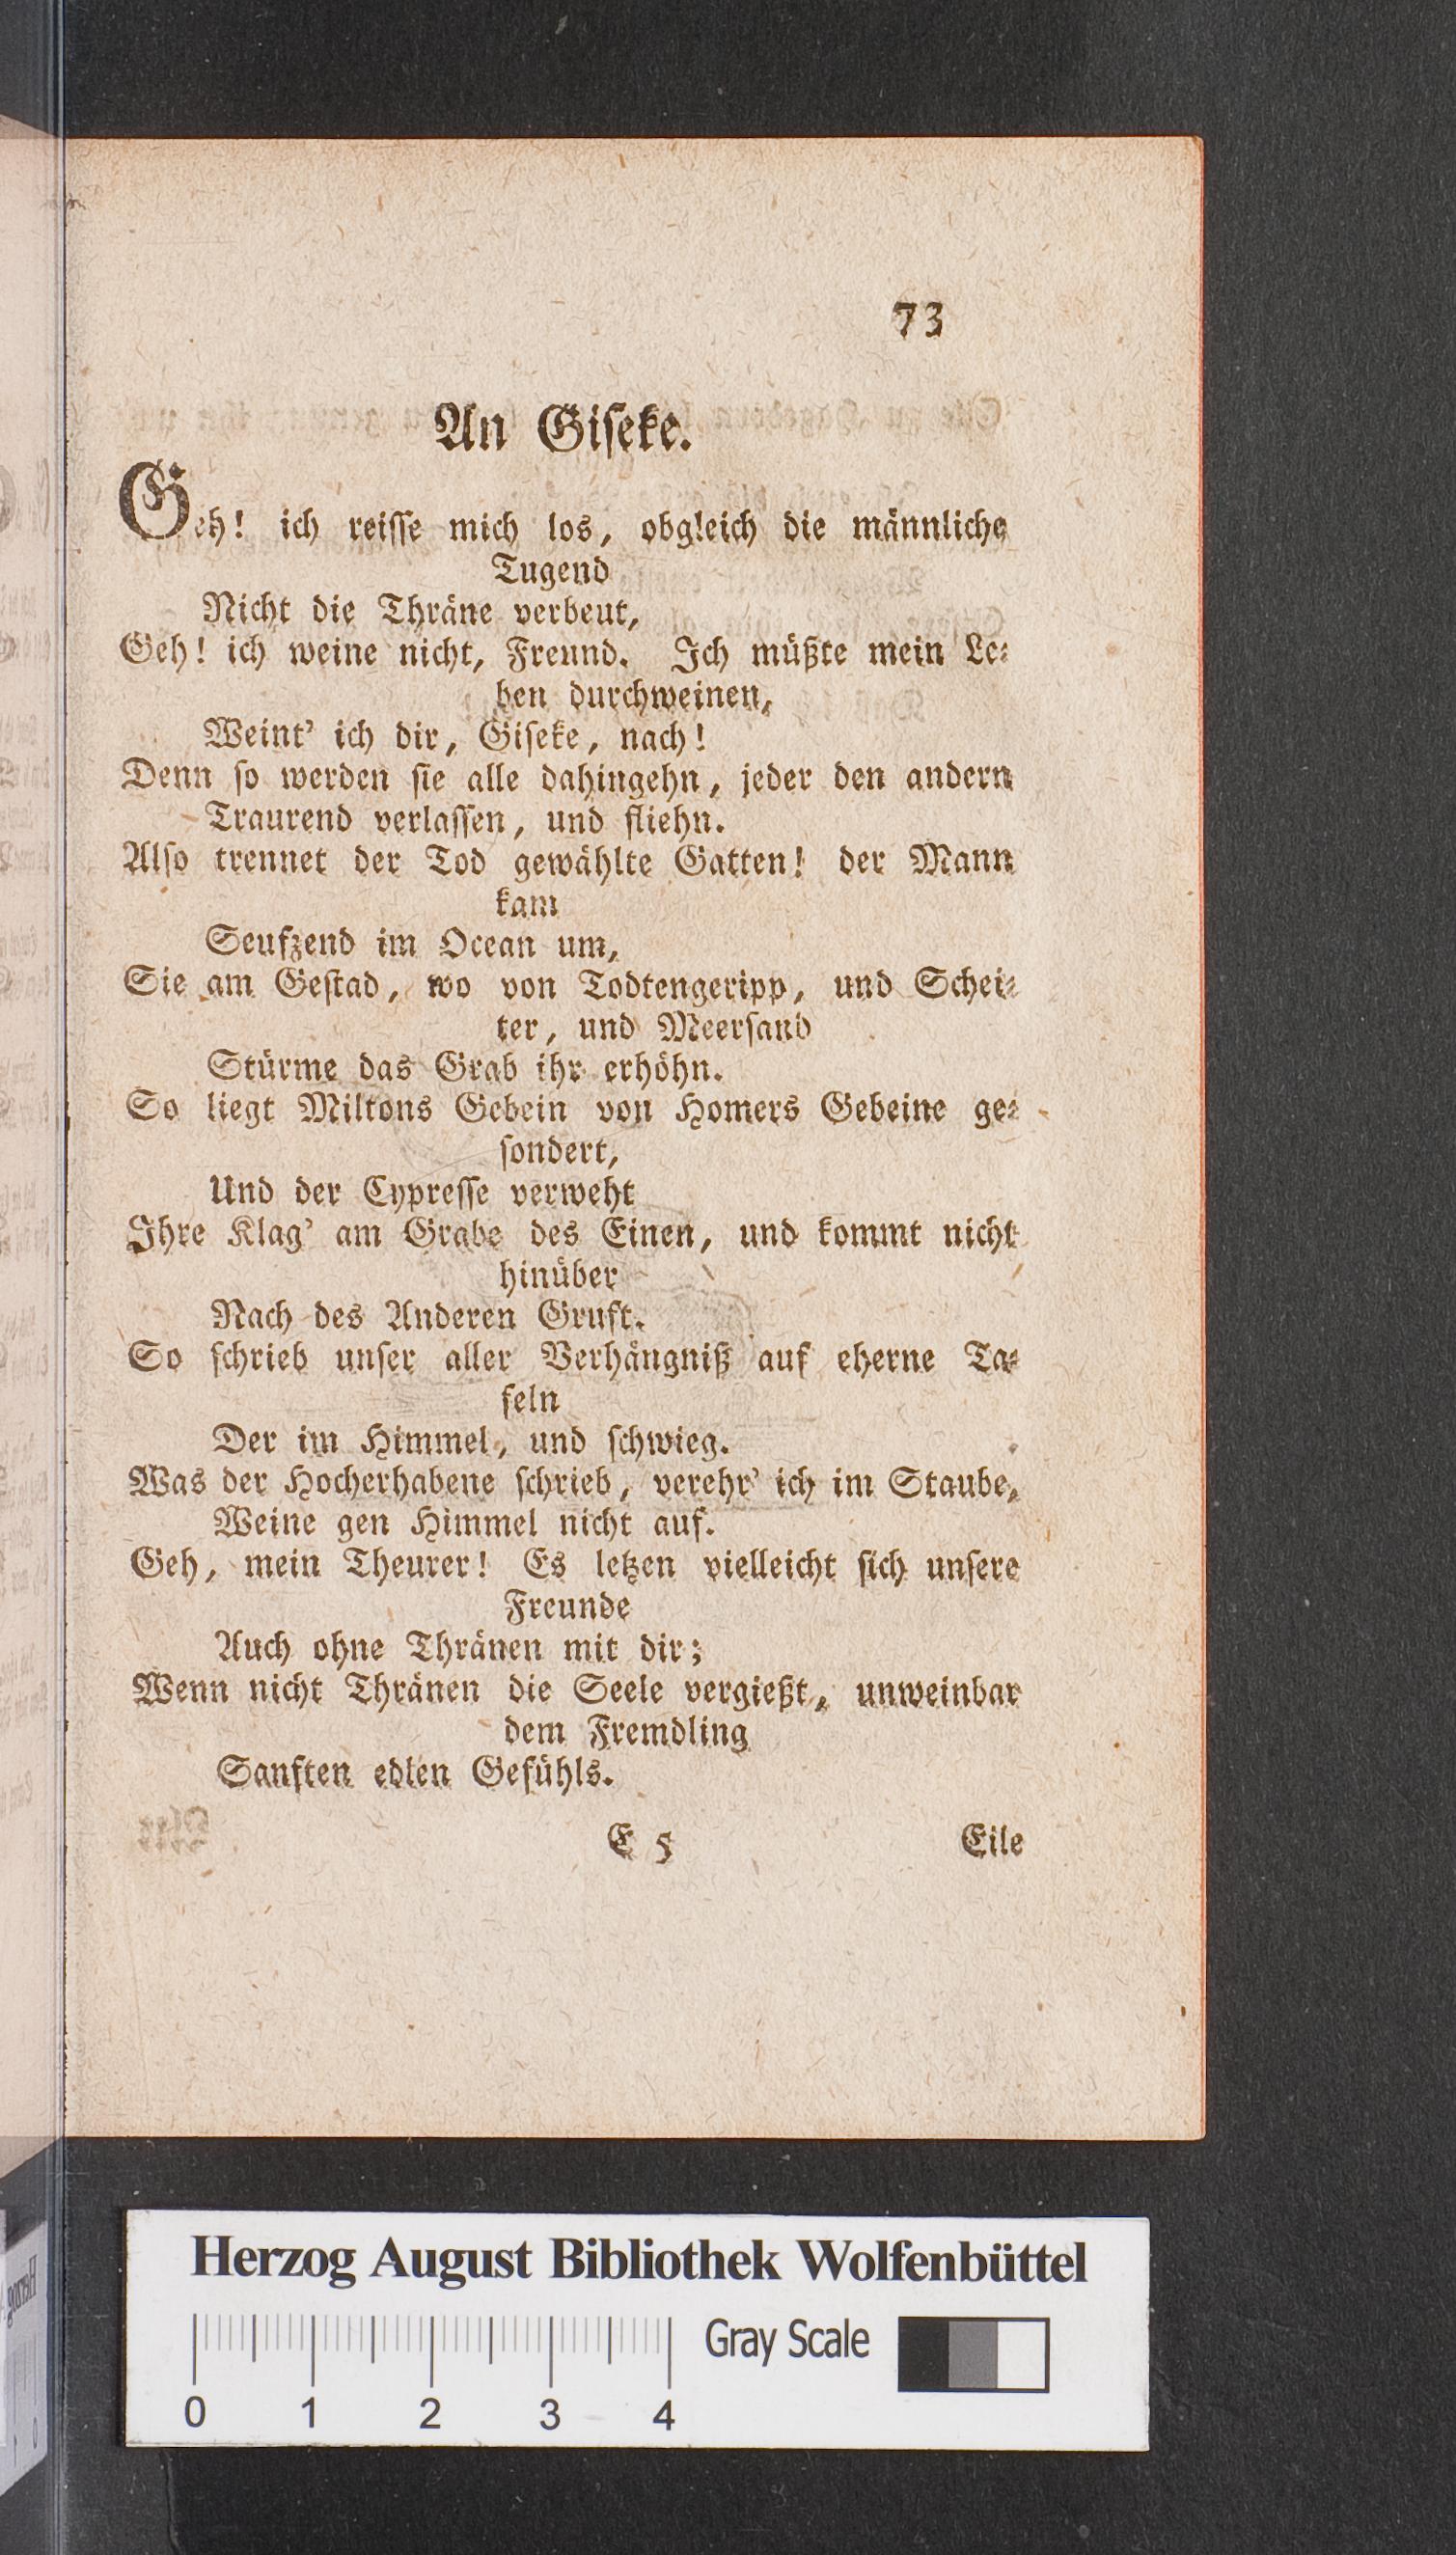 73
An Giſeke.
Geh! ich reiſſe mich los, obgleich die männliche
Tugend
Nicht die Thräne verbeut,
Geh! ich weine nicht, Freund. Ich müßte mein Le⸗
ben durchweinen,
Weint’ ich dir, Giſeke, nach!
Denn ſo werden ſie alle dahingehn, jeder den andern
Traurend verlaſſen, und fliehn.
Alſo trennet der Tod gewählte Gatten! der Mann
kam
Seufzend im Ocean um,
Sie am Geſtad, wo von Todtengeripp, und Schei⸗
ter, und Meerſand
Stürme das Grab ihr erhöhn.
So liegt Miltons Gebein von Homers Gebeine ge⸗
ſondert,
Und der Cypreſſe verweht
Ihre Klag’ am Grabe des Einen, und kommt nicht
hinüber
Nach des Anderen Gruft.
So ſchrieb unſer aller Verhängniß auf eherne Ta⸗
feln
Der im Himmel, und ſchwieg.
Was der Hocherhabene ſchrieb, verehr’ ich im Staube,
Weine gen Himmel nicht auf.
Geh, mein Theurer! Es letzen vielleicht ſich unſere
Freunde
Auch ohne Thränen mit dir;
Wenn nicht Thränen die Seele vergießt, unweinbar
dem Fremdling
Sanften edlen Gefühls.
E 5 Eile
Herzog August Bibliothek Wolfenbüttel
Gray Scale
0 1 2 3 4